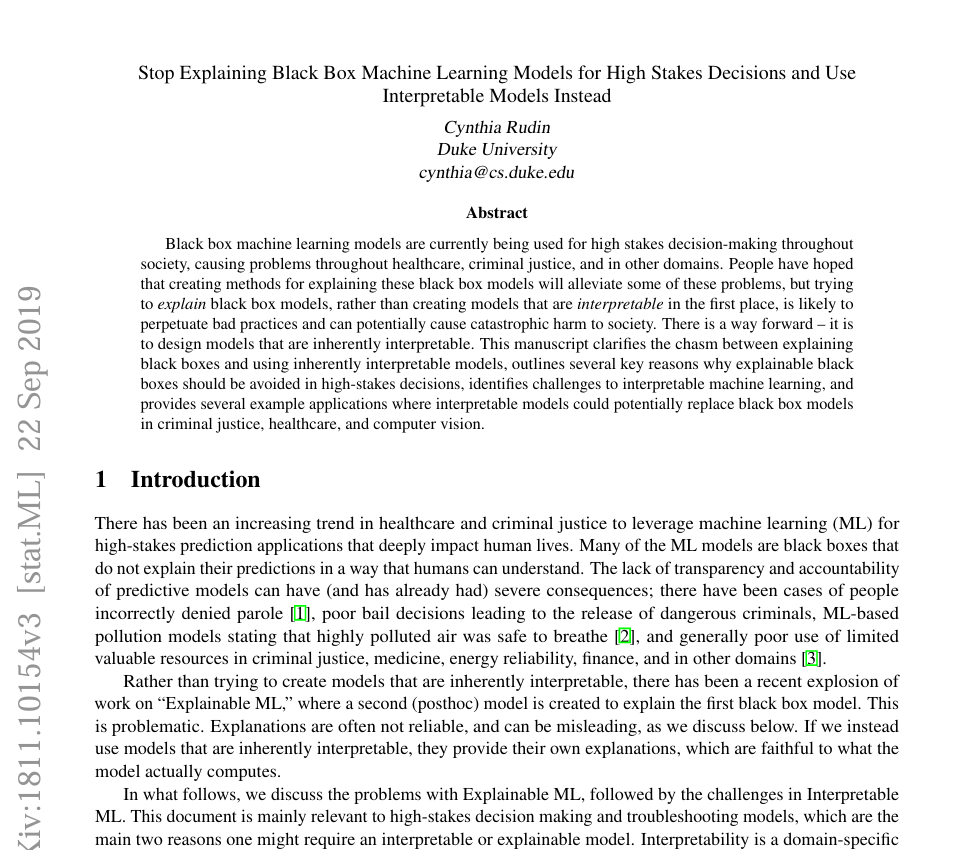 Stop Explaining Black Box Machine Learning Models for High Stakes Decisions and Use
Interpretable Models Instead
Cynthia Rudin
Duke University
cynthia@cs.duke.edu
Abstract
Black box machine learning models are currently being used for high stakes decision-making throughout
society, causing problems throughout healthcare, criminal justice, and in other domains. People have hoped
that creating methods for explaining these black box models will alleviate some of these problems, but trying
to explain black box models, rather than creating models that are interpretable in the first place, is likely to
perpetuate bad practices and can potentially cause catastrophic harm to society. There is a way forward – it is
to design models that are inherently interpretable. This manuscript clarifies the chasm between explaining
black boxes and using inherently interpretable models, outlines several key reasons why explainable black
boxes should be avoided in high-stakes decisions, identifies challenges to interpretable machine learning, and
provides several example applications where interpretable models could potentially replace black box models
in criminal justice, healthcare, and computer vision.
1 Introduction
There has been an increasing trend in healthcare and criminal justice to leverage machine learning (ML) for
high-stakes prediction applications that deeply impact human lives. Many of the ML models are black boxes that
do not explain their predictions in a way that humans can understand. The lack of transparency and accountability
of predictive models can have (and has already had) severe consequences; there have been cases of people
incorrectly denied parole [1], poor bail decisions leading to the release of dangerous criminals, ML-based
pollution models stating that highly polluted air was safe to breathe [2], and generally poor use of limited
valuable resources in criminal justice, medicine, energy reliability, finance, and in other domains [3].
Rather than trying to create models that are inherently interpretable, there has been a recent explosion of
work on “Explainable ML,” where a second (posthoc) model is created to explain the first black box model. This
is problematic. Explanations are often not reliable, and can be misleading, as we discuss below. If we instead
use models that are inherently interpretable, they provide their own explanations, which are faithful to what the
model actually computes.
In what follows, we discuss the problems with Explainable ML, followed by the challenges in Interpretable
ML. This document is mainly relevant to high-stakes decision making and troubleshooting models, which are the
main two reasons one might require an interpretable or explainable model. Interpretability is a domain-specific
Xiv:1811.10154v3 [stat.ML] 22 Sep 2019